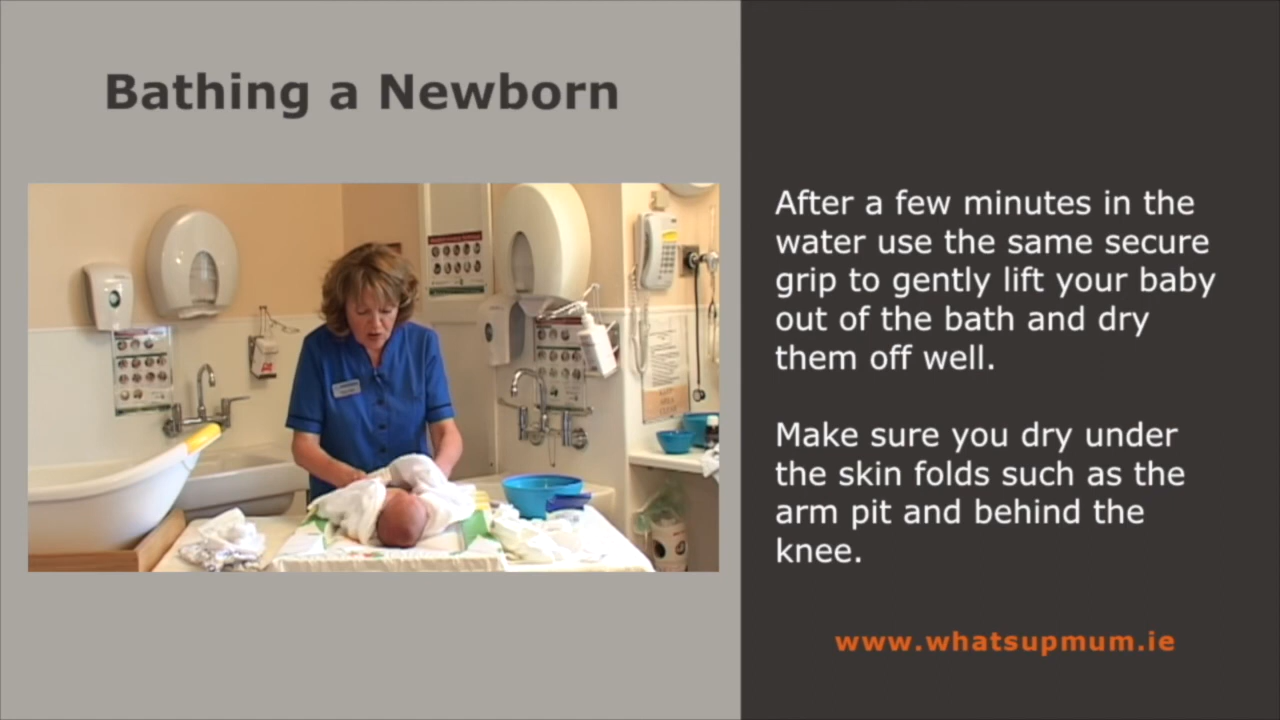 Bathing a Newborn
After a few minutes in the
water use the same secure
grip to gently lift your baby
out of the bath and dry
them off well.
Make sure you dry under
the skin folds such as the
arm pit and behind the
knee.
www.whatsupmum.ie